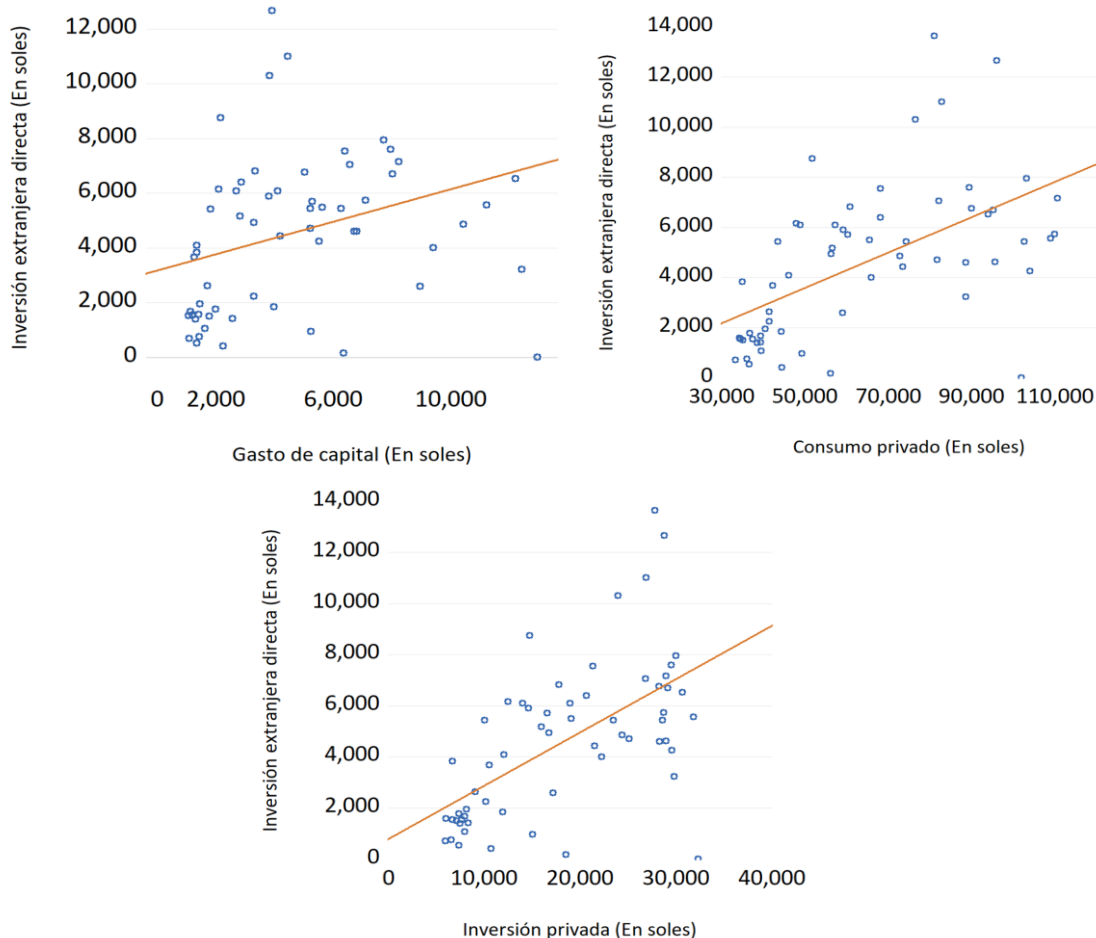 Inversión extranjera directa (En soles)
12,000
10,000
8,000
6,000
4,000
2,000
0
0 2,000 6,000 10,000
Gasto de capital (En soles)
Inversión extranjera directa (En soles)
14,000
12,000
10,000
8,000
6,000
4,000
2,000
0
30,000 50,000 70,000 90,000 110,000
Consumo privado (En soles)
Inversión extranjera directa (En soles)
14,000
12,000
10,000
8,000
6,000
4,000
2,000
0
0 10,000 20,000 30,000 40,000
Inversión privada (En soles)